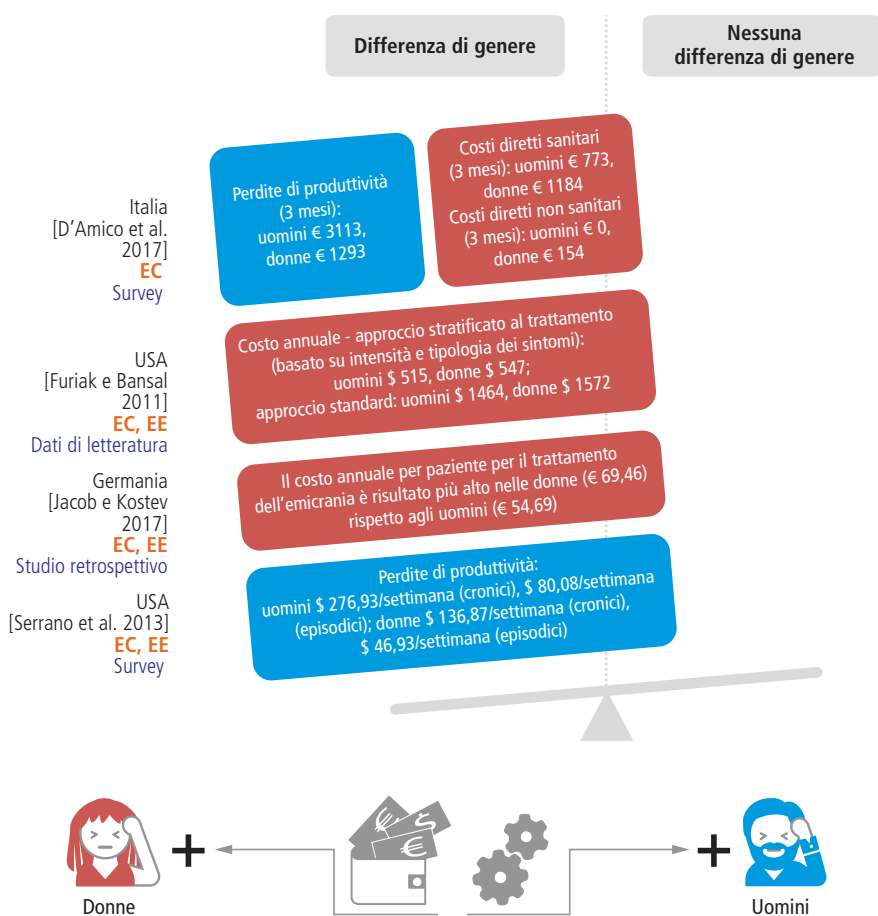 Differenza di genere
Nessuna
differenza di genere
Italia
[D'Amico et al.
2017]
EC
Survey
Perdite di produttività
(3 mesi):
uomini € 3113,
donne € 1293
Costi diretti sanitari
(3 mesi): uomini € 773,
donne € 1184
Costi diretti non sanitari
(3 mesi): uomini € 0,
donne € 154
USA
[Furiak e Bansal
2011]
EC, EE
Dati di letteratura
Costo annuale - approccio stratificato al trattamento
(basato su intensità e tipologia dei sintomi):
uomini $ 515, donne $ 547;
approccio standard: uomini $ 1464, donne $ 1572
Germania
[Jacob e Kostev
2017]
EC, EE
Studio retrospettivo
Il costo annuale per paziente per il trattamento
dell'emicrania è risultato più alto nelle donne (€ 69,46)
rispetto agli uomini (€ 54,69)
USA
[Serrano et al. 2013]
EC, EE
Survey
Perdite di produttività:
uomini $ 276,93/settimana (cronici), $ 80,08/settimana
(episodici); donne $ 136,87/settimana (cronici),
$ 46,93/settimana (episodici)
€ $
€
+ +
Donne Uomini